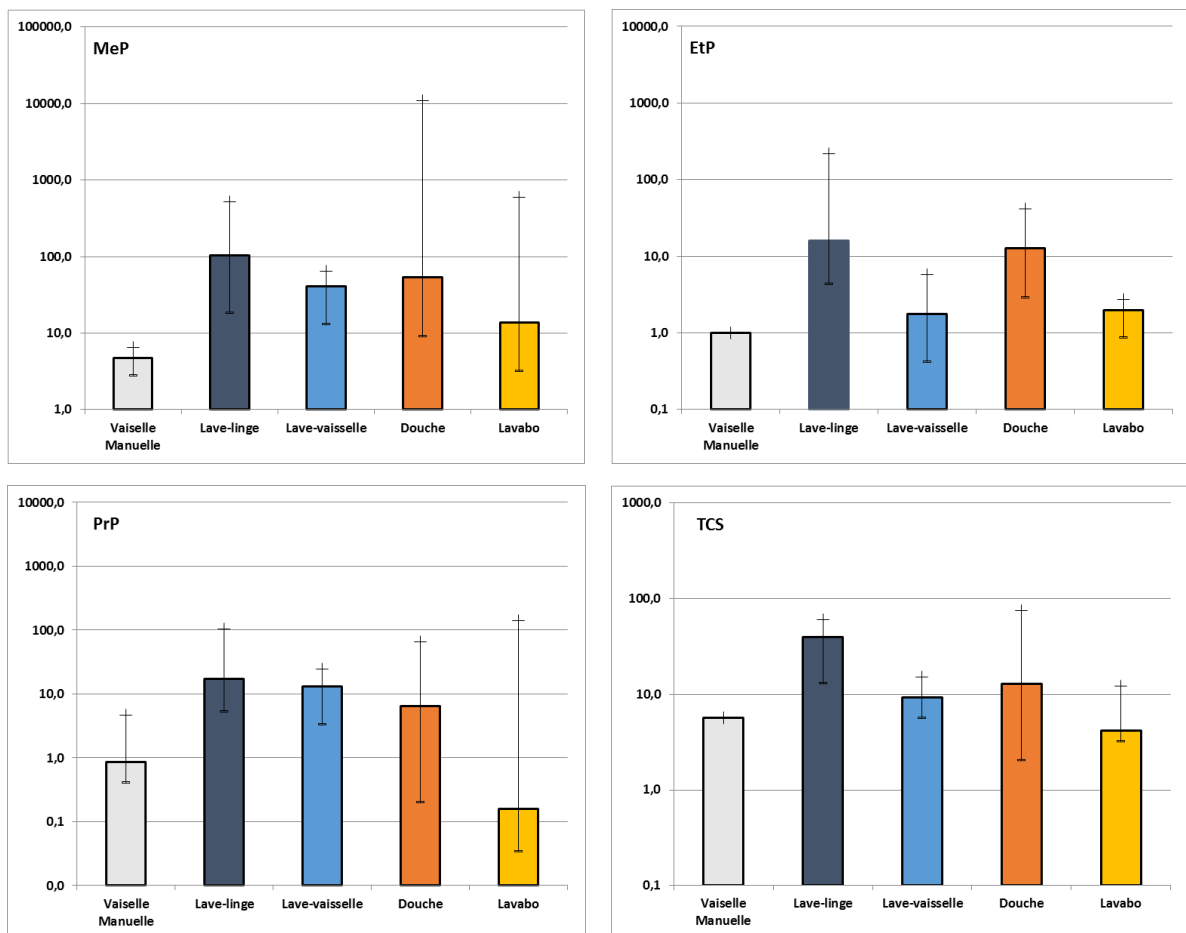 MeP
100000,0
10000,0
1000,0
100,0
10,0
1,0
Vaiselle
Manuelle
Lave-linge
Lave-vaisselle
Douche
Lavabo
EtP
10000,0
1000,0
100,0
10,0
1,0
0,1
Vaiselle
Manuelle
Lave-linge
Lave-vaisselle
Douche
Lavabo
PrP
10000,0
1000,0
100,0
10,0
1,0
0,1
0,0
Vaiselle
Manuelle
Lave-linge
Lave-vaisselle
Douche
Lavabo
TCS
1000,0
100,0
10,0
1,0
0,1
Vaiselle
Manuelle
Lave-linge
Lave-vaisselle
Douche
Lavabo